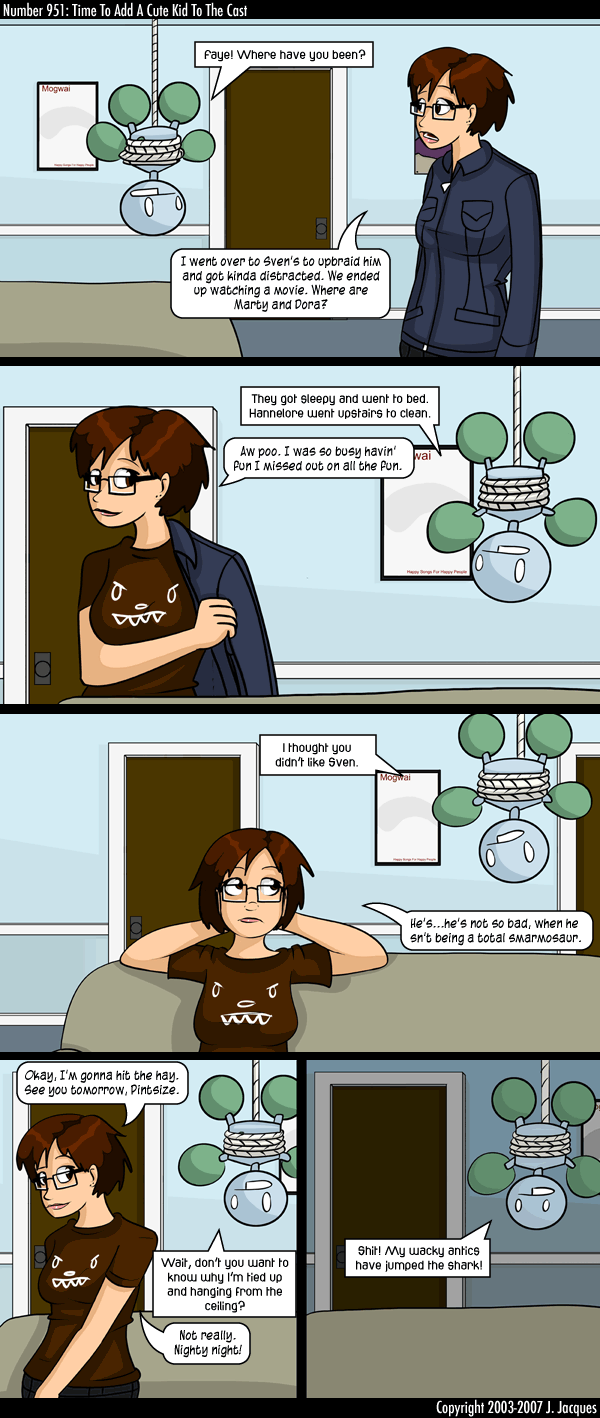 Number 951: Time To Add A Cute Kid To The Cast
Faye! Where have you been?
Mogwai
Happy Songs For Happy People
I went over to Sven's to upbraid him
and got kinda distracted. We ended
up watching a movie. Where are
Marty and Dora?
They got sleepy and went to bed.
Hannelore went upstairs to clean.
Aw poo. I was so busy havin'
fun I missed out on all the fun.
wai
Happy Songs For Happy People
I thought you
didn't like Sven.
Mogwai
Happy Songs For Happy People
He's...he's not so bad, when he
sn't being a total smarmosaur.
Okay, I'm gonna hit the hay.
See you tomorrow, Pintsize.
Wait, don't you want to
know why I'm tied up
and hanging from the
ceiling?
Not really.
Nighty night!
Shit! My wacky antics
have jumped the shark!
Copyright 2003-2007 J. Jacques